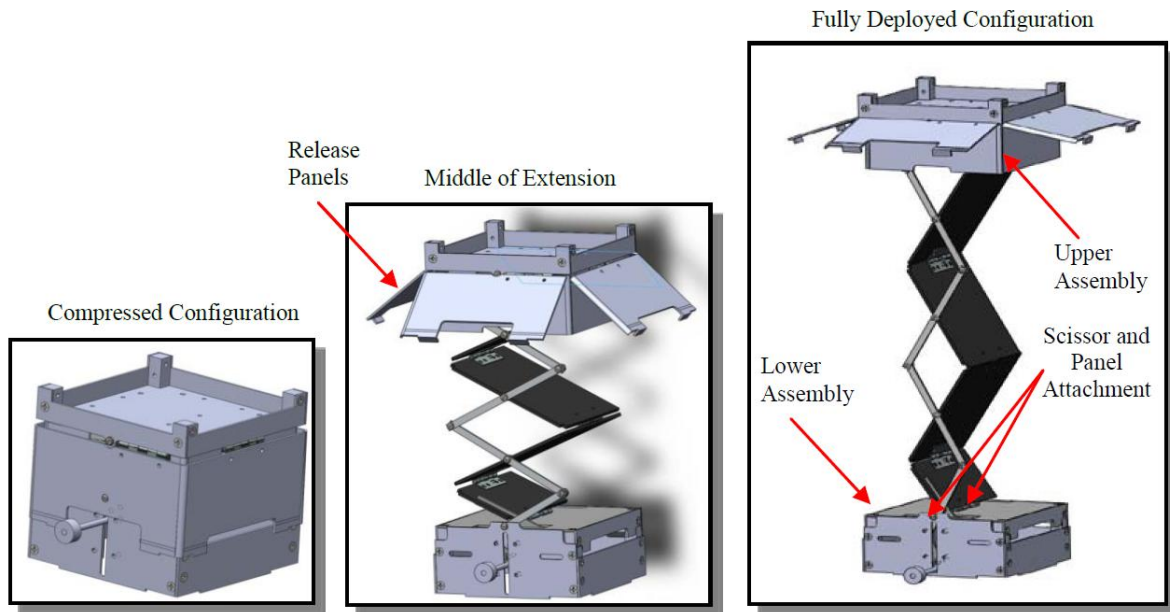 Fully Deployed Configuration
Release
Panels
Middle of Extension
Upper
Assembly
Compressed Configuration
Lower
Assembly
Scissor and
Panel
Attachment